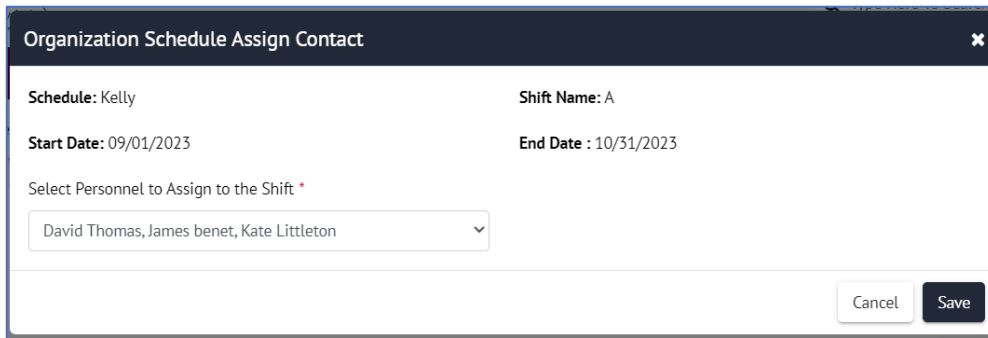 Organization Schedule Assign Contact
Schedule: Kelly
Shift Name: A
Start Date: 09/01/2023
End Date : 10/31/2023
Select Personnel to Assign to the Shift *
David Thomas, James benet, Kate Littleton
Cancel
Save